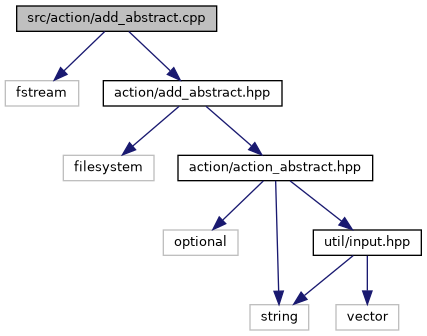 src/action/add_abstract.cpp
fstream
action/add_abstract.hpp
filesystem
action/action_abstract.hpp
optional
util/input.hpp
string
vector